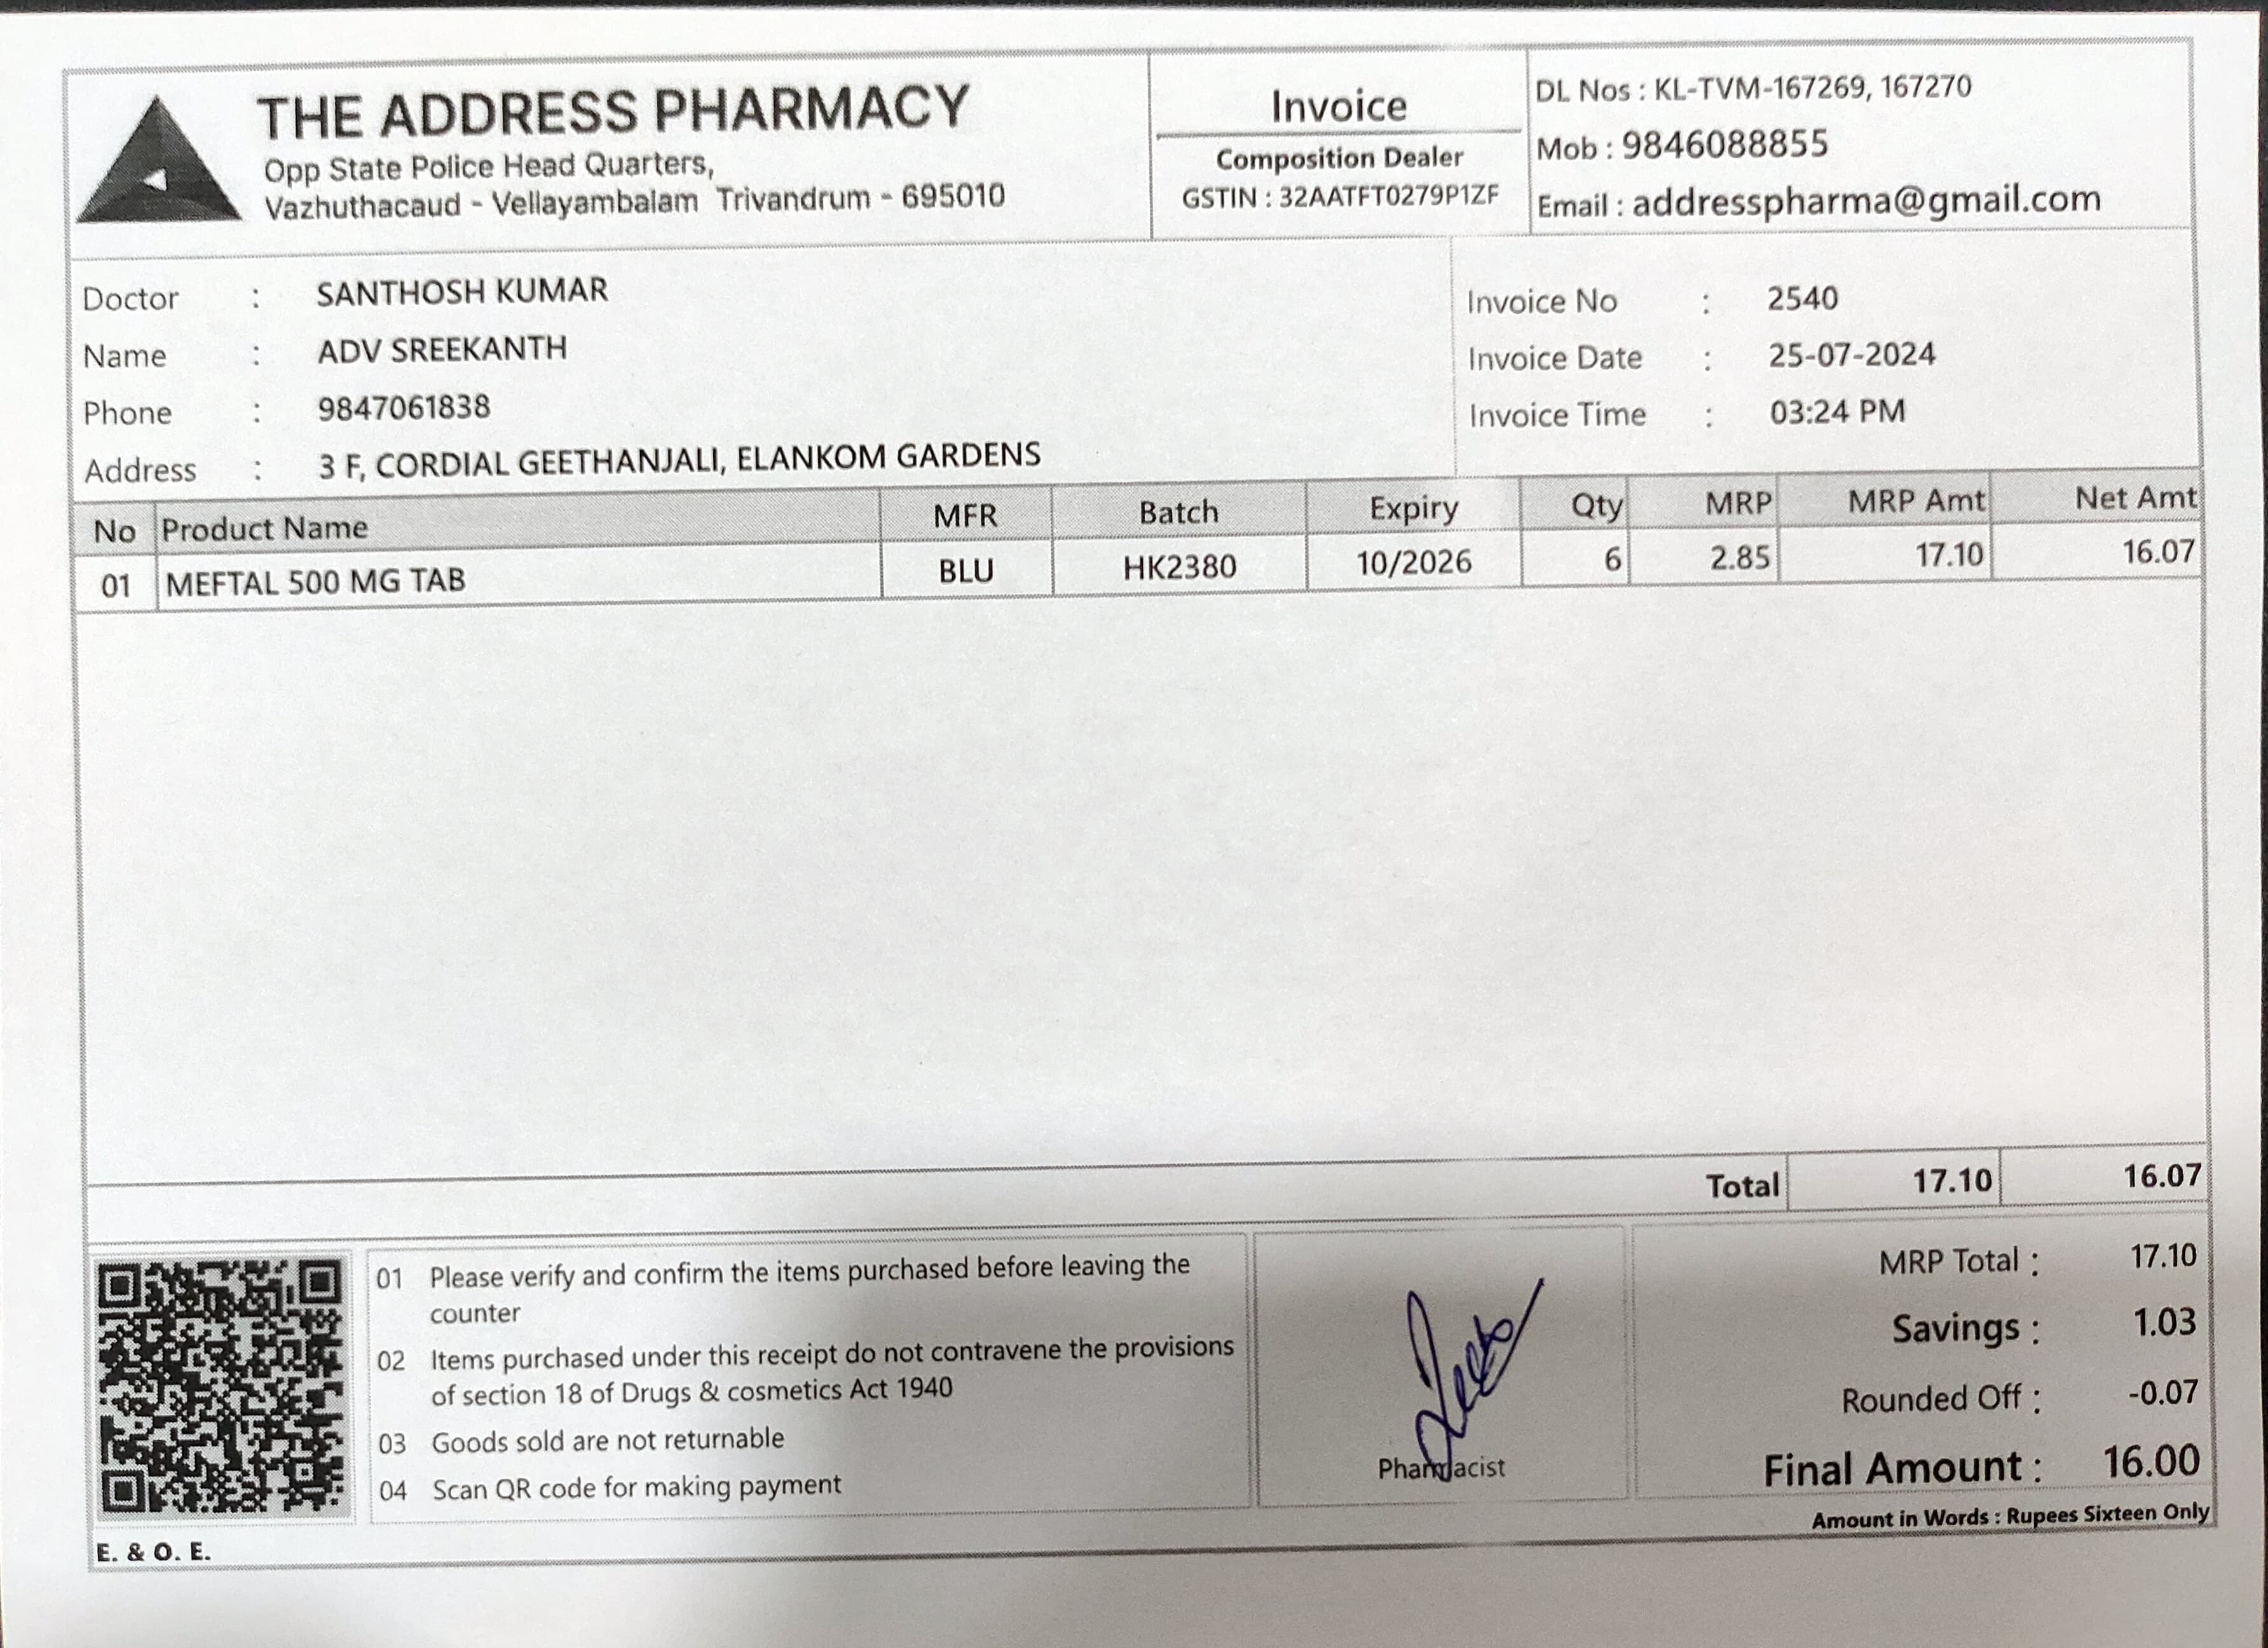 THE ADDRESS PHARMACY
Opp State Police Head Quarters,
Vazhuthacaud - Vellayambalam Trivandrum - 695010
Invoice
Composition Dealer
GSTIN : 32AATFT0279P1ZF
DL Nos : KL-TVM-167269, 167270
Mob : 9846088855
Email : addresspharma@gmail.com
Doctor : SANTHOSH KUMAR
Name : ADV SREEKANTH
Phone : 9847061838
Address : 3 F, CORDIAL GEETHANJALI, ELANKOM GARDENS
Invoice No : 2540
Invoice Date : 25-07-2024
Invoice Time : 03:24 PM
No Product Name MFR Batch Expiry Qty MRP MRP Amt Net Amt
01 MEFTAL 500 MG TAB BLU HK2380 10/2026 6 2.85 17.10 16.07
Total 17.10 16.07
01 Please verify and confirm the items purchased before leaving the
counter
02 Items purchased under this receipt do not contravene the provisions
of section 18 of Drugs & cosmetics Act 1940
03 Goods sold are not returnable
04 Scan QR code for making payment
Pharmacist
MRP Total : 17.10
Savings : 1.03
Rounded Off : -0.07
Final Amount : 16.00
Amount in Words : Rupees Sixteen Only
E. & O. E.